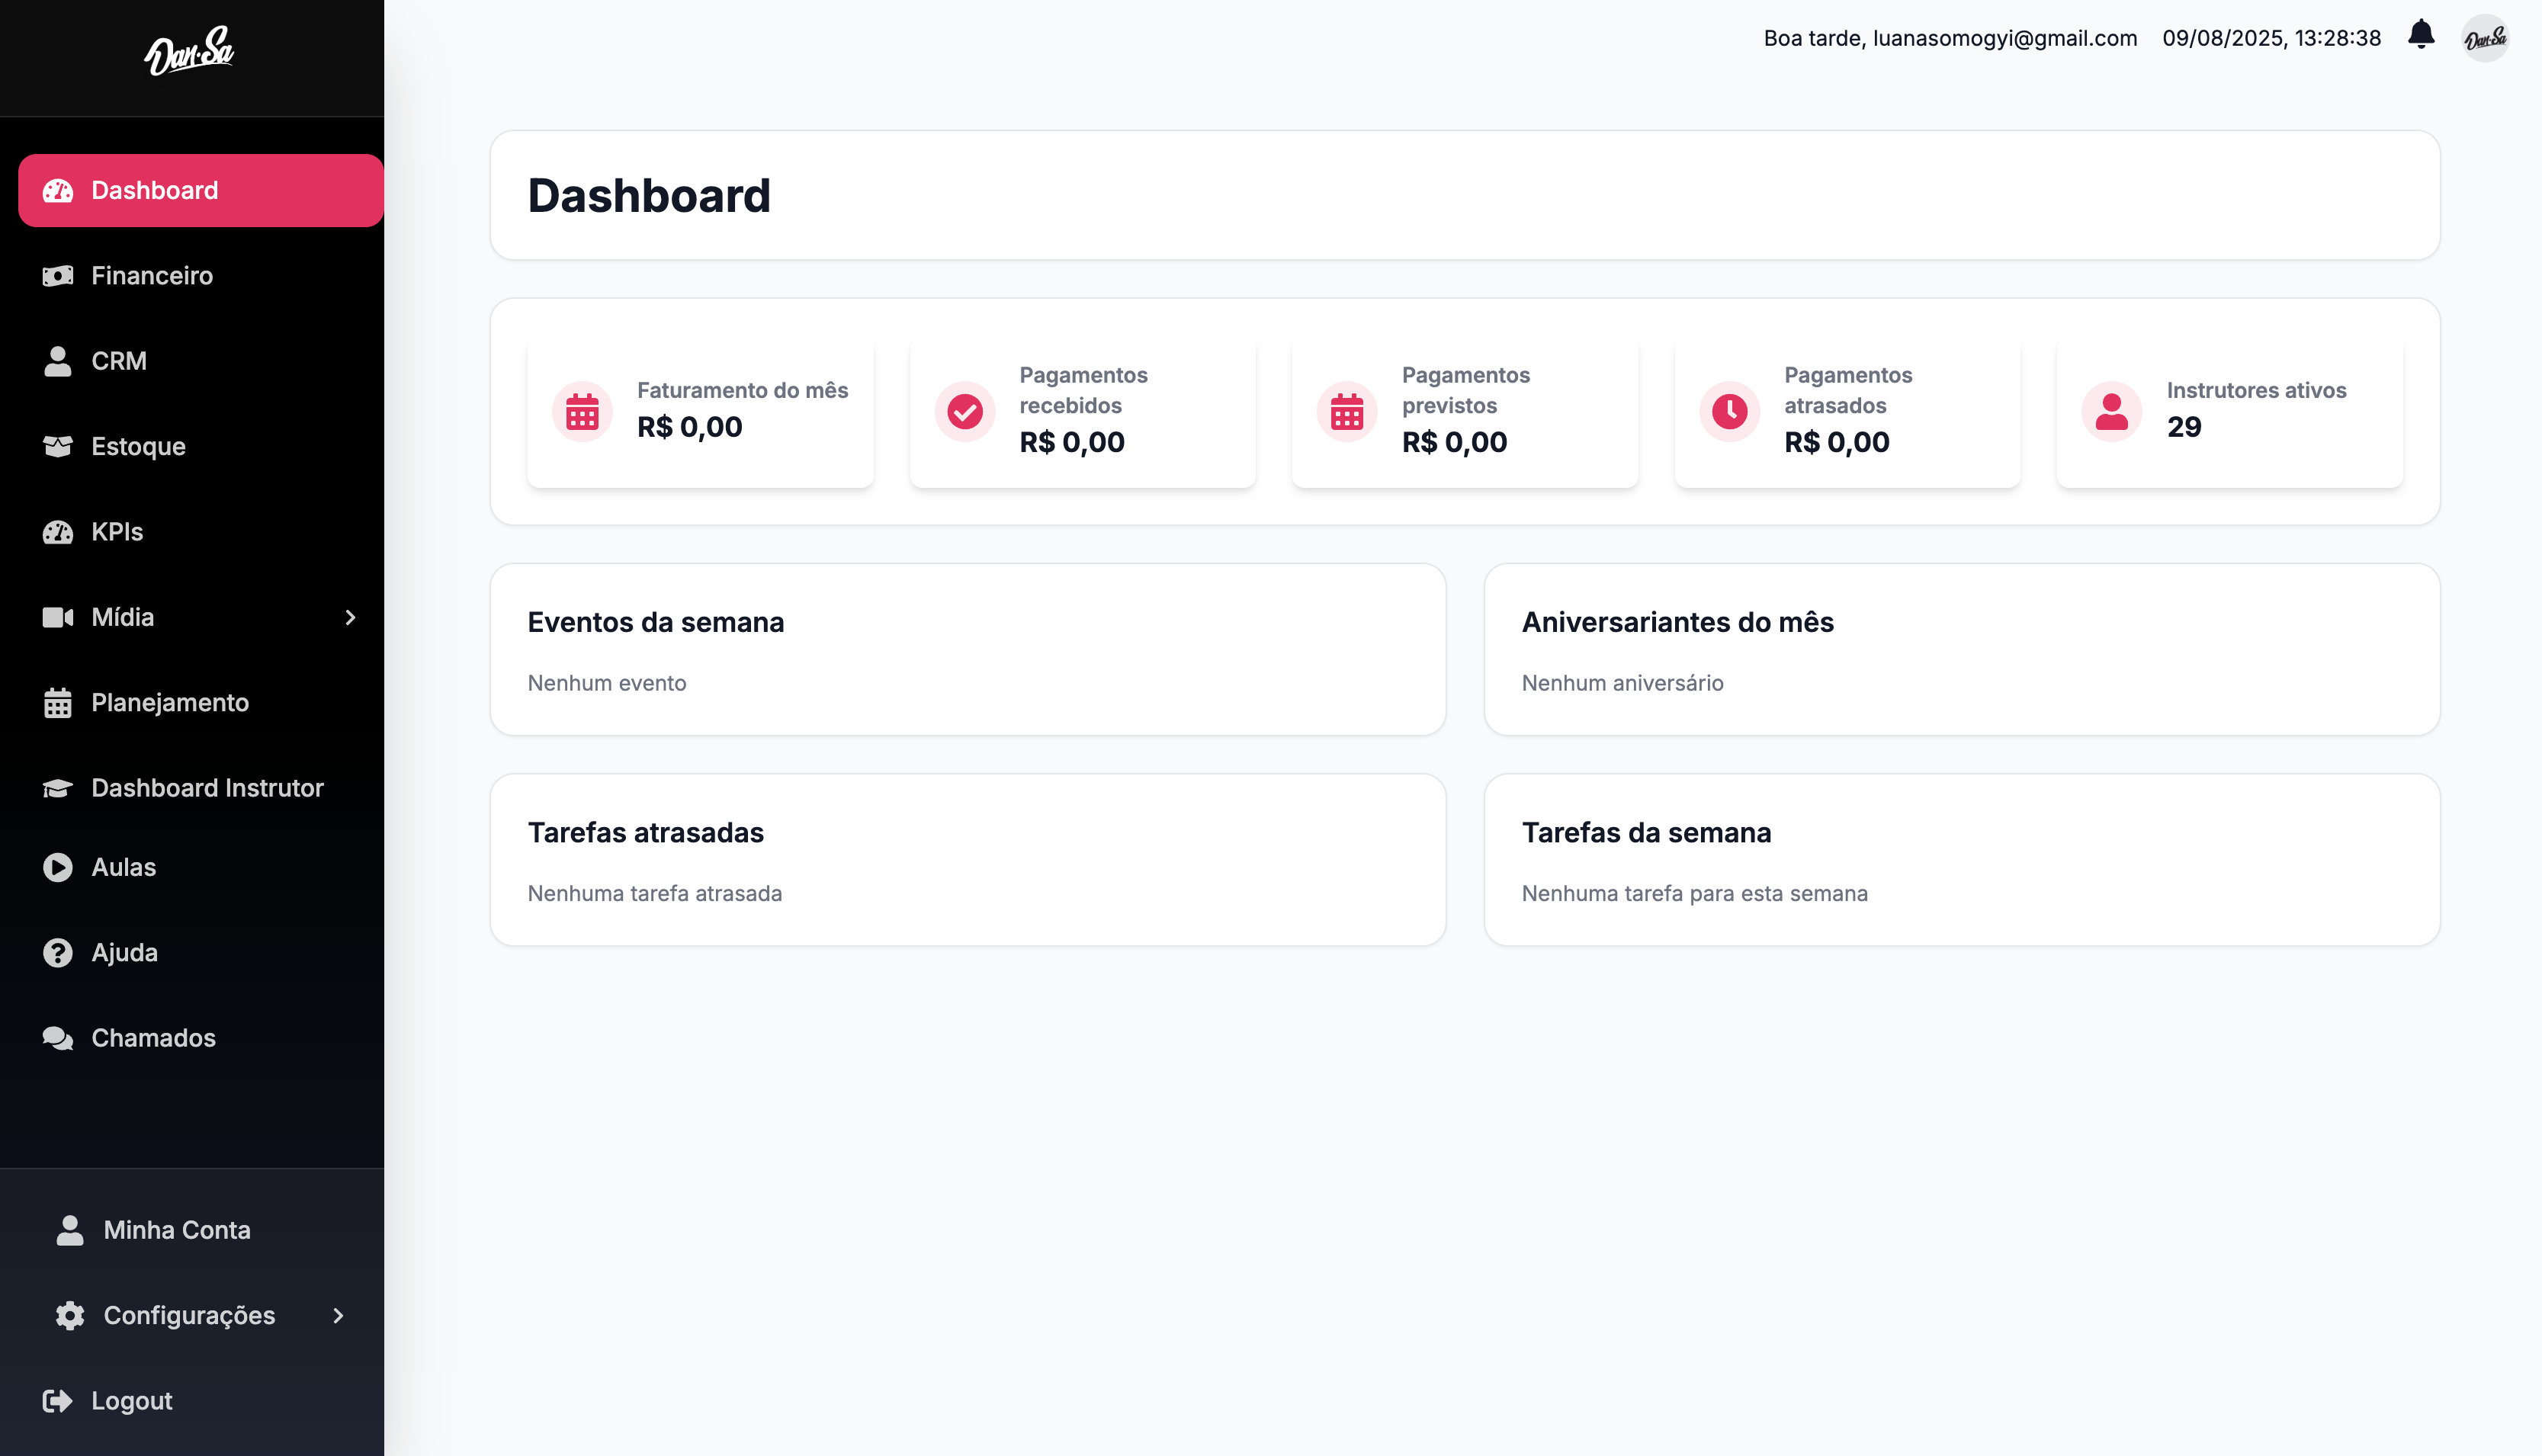 Dan-Sa
Boa tarde, luanasomogyi@gmail.com 09/08/2025, 13:28:38
Dan-Sa
Dashboard
Financeiro
CRM
Estoque
KPIs
Mídia
Planejamento
Dashboard Instrutor
Aulas
Ajuda
Chamados
Minha Conta
Configurações
Logout
Dashboard
Faturamento do mês
R$ 0,00
Pagamentos
recebidos
R$ 0,00
Pagamentos
previstos
R$ 0,00
Pagamentos
atrasados
R$ 0,00
Instrutores ativos
29
Eventos da semana
Nenhum evento
Aniversariantes do mês
Nenhum aniversário
Tarefas atrasadas
Nenhuma tarefa atrasada
Tarefas da semana
Nenhuma tarefa para esta semana